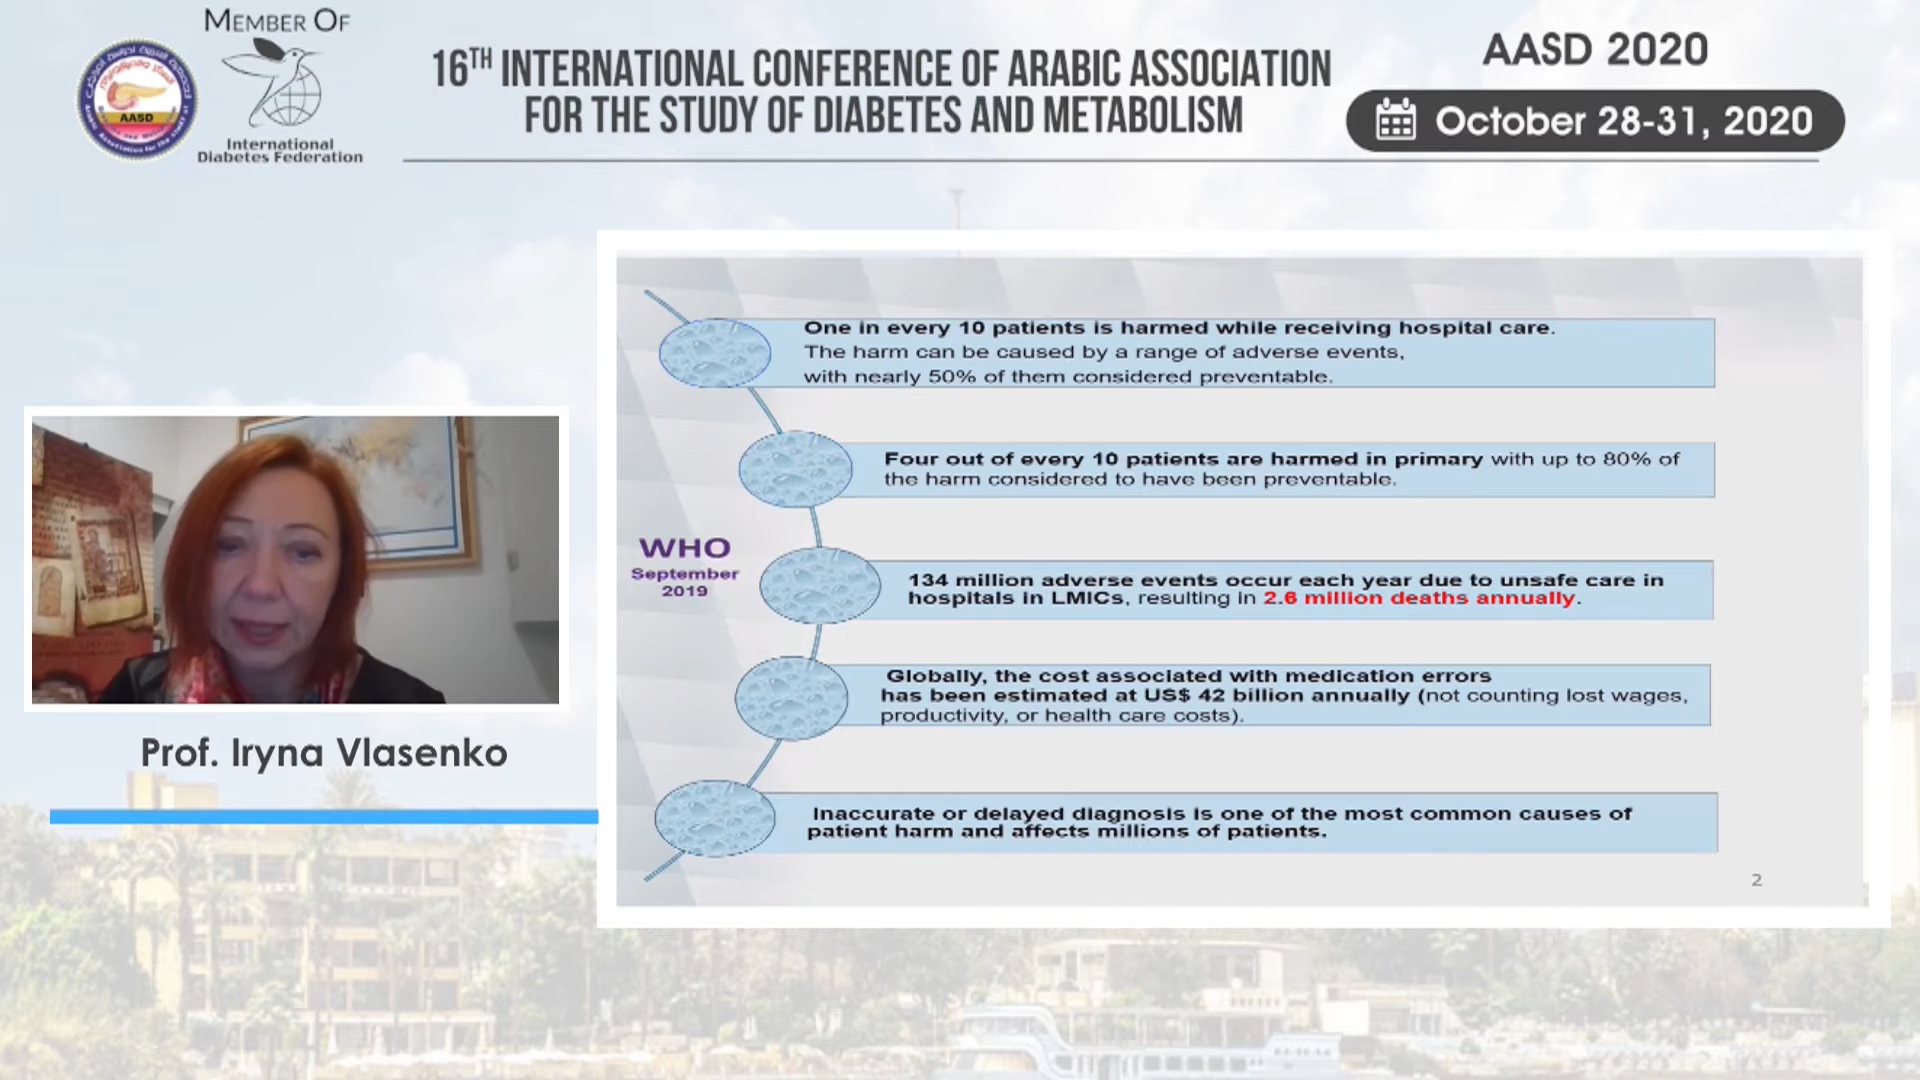 MEMBER OF
International
Diabetes Federation
AASD
16TH INTERNATIONAL CONFERENCE OF ARABIC ASSOCIATION
FOR THE STUDY OF DIABETES AND METABOLISM
AASD 2020
October 28-31, 2020
Prof. Iryna Vlasenko
WHO
September
2019
One in every 10 patients is harmed while receiving hospital care.
The harm can be caused by a range of adverse events,
with nearly 50% of them considered preventable.
Four out of every 10 patients are harmed in primary with up to 80% of
the harm considered to have been preventable.
134 million adverse events occur each year due to unsafe care in
hospitals in LMICs, resulting in 2.6 million deaths annually.
Globally, the cost associated with medication errors
has been estimated at US$ 42 billion annually (not counting lost wages,
productivity, or health care costs).
Inaccurate or delayed diagnosis is one of the most common causes of
patient harm and affects millions of patients.
2